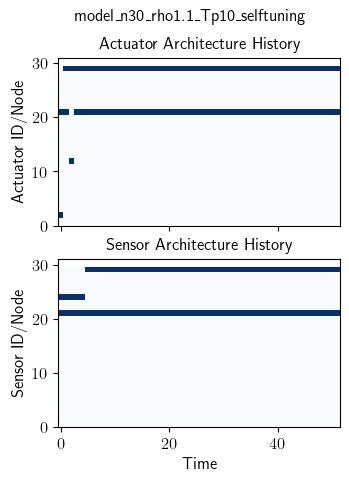 model_n30_rho1.1_Tp10_selftuning
Actuator Architecture History
30
20
10
0
Actuator ID/Node
Sensor Architecture History
30
20
10
0
Sensor ID/Node
0 20 40
Time